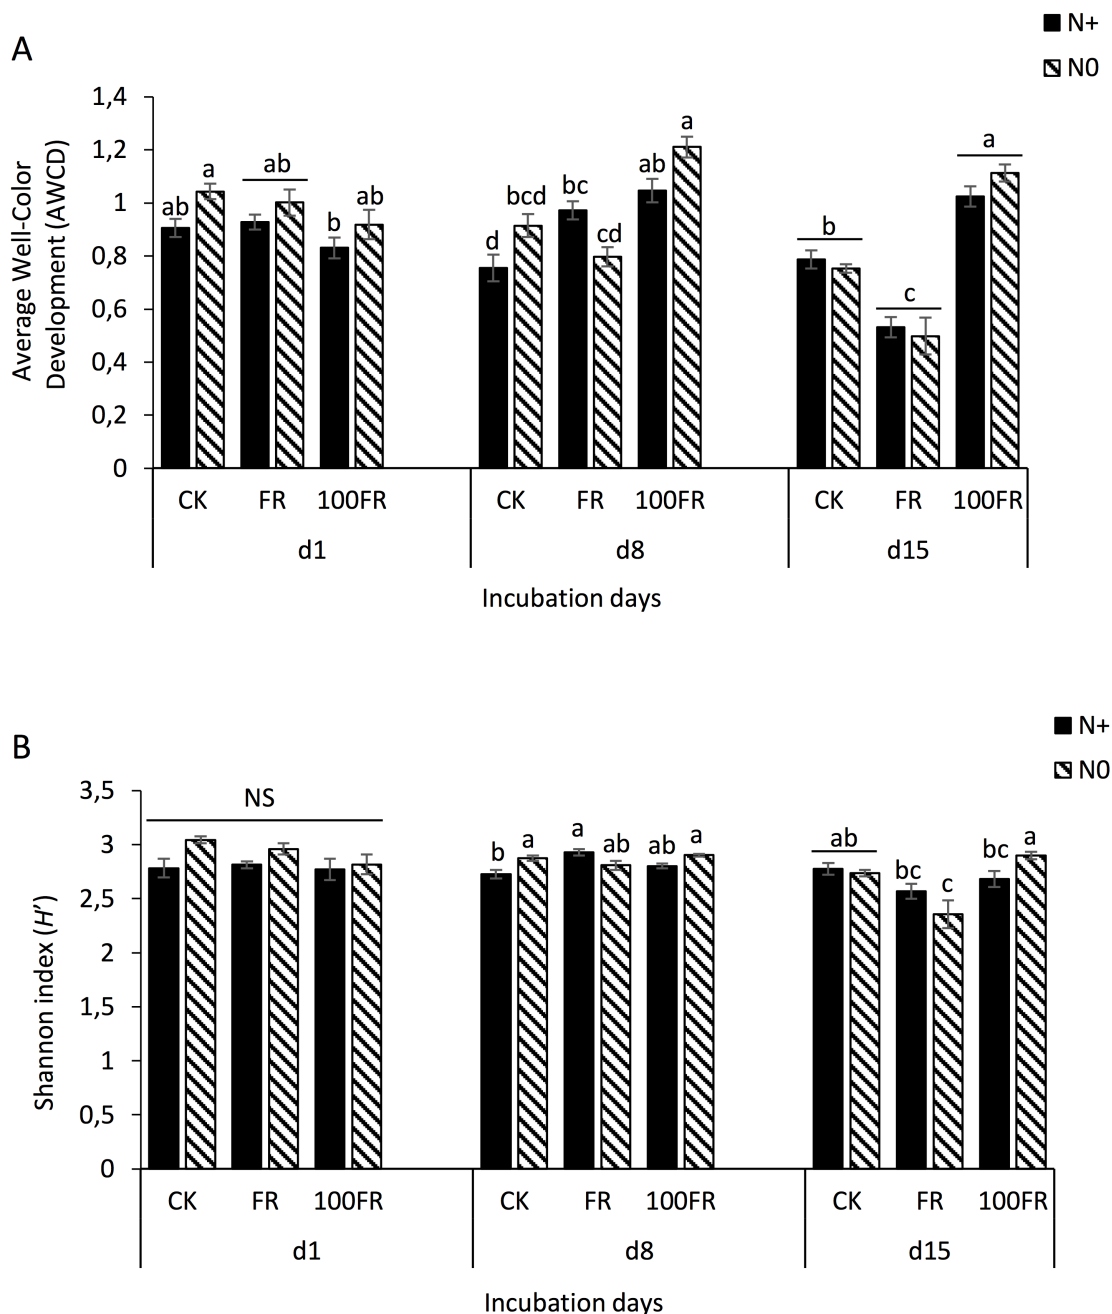 A
N+
N0
Average Well-Color
Development (AWCD)
1,4
1,2
1
0,8
0,6
0,4
0,2
0
ab a ab b ab
d bcd bc cd ab a
b c a
CK FR 100FR CK FR 100FR CK FR 100FR
d1 d8 d15
Incubation days
B
N+
N0
Shannon index (H')
3,5
3
2,5
2
1,5
1
0,5
0
NS
b a a ab ab a
ab bc c bc a
CK FR 100FR CK FR 100FR CK FR 100FR
d1 d8 d15
Incubation days